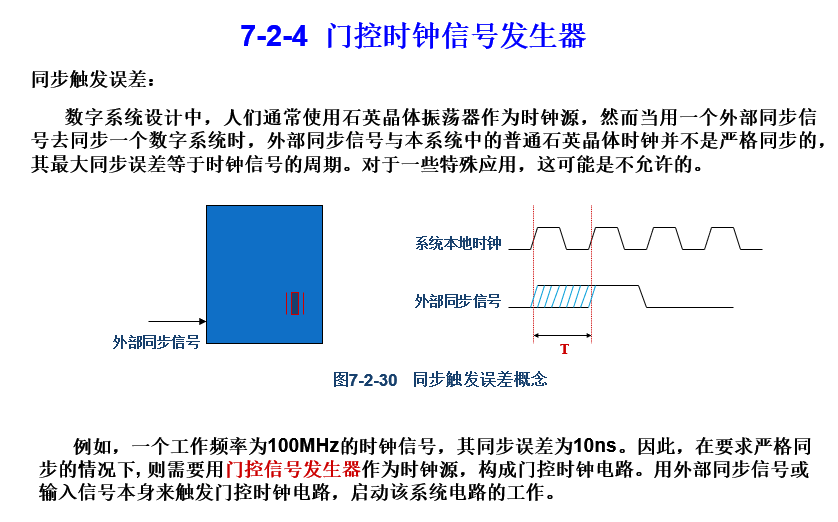 7-2-4 门控时钟信号发生器
同步触发误差：
数字系统设计中，人们通常使用石英晶体振荡器作为时钟源，然而当用一个外部同步信
号去同步一个数字系统时，外部同步信号与本系统中的普通石英晶体时钟并不是严格同步的，
其最大同步误差等于时钟信号的周期。对于一些特殊应用，这可能是不允许的。
系统本地时钟
外部同步信号
外部同步信号
T
图7-2-30 同步触发误差概念
例如，一个工作频率为100MHz的时钟信号，其同步误差为10ns。因此，在要求严格同
步的情况下, 则需要用门控信号发生器作为时钟源，构成门控时钟电路。用外部同步信号或
输入信号本身来触发门控时钟电路，启动该系统电路的工作。